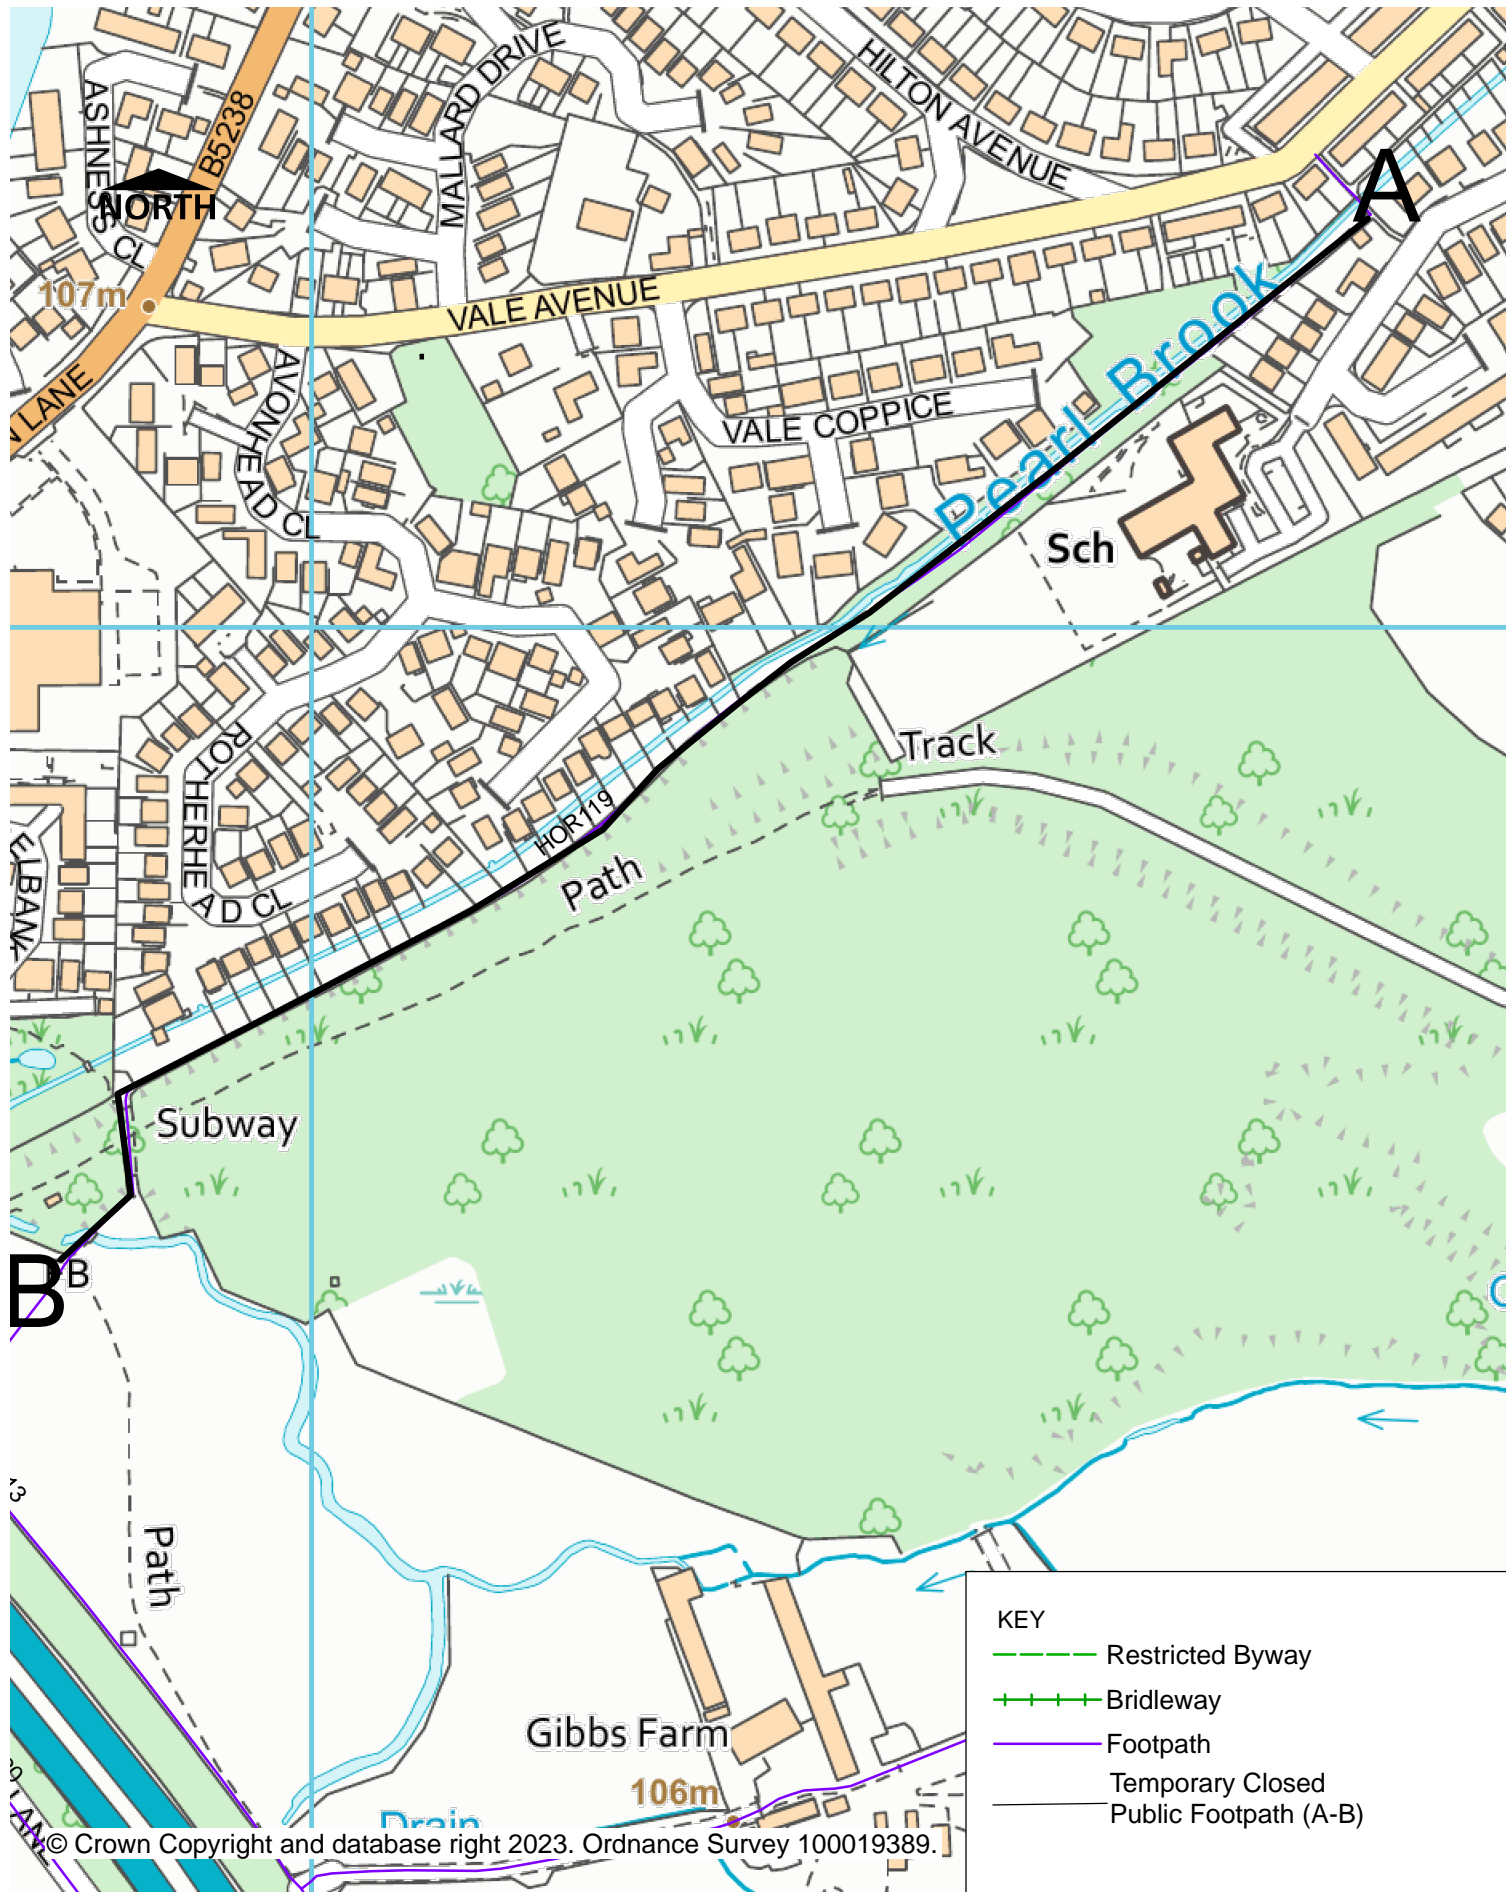 MALLARD DRIVE
HILTON AVENUE
ASHNESS CL
B5238
NORTH
A
107m
VALE AVENUE
Pearl Brook
AVONHEAD CL
VALE COPPICE
N LANE
Sch
Track
ROTHERHEAD CL
HOR119
Path
ELBANK
Subway
B
B
Path
Gibbs Farm
106m
Drain
KEY
Restricted Byway
Bridleway
Footpath
Temporary Closed
Public Footpath (A-B)
© Crown Copyright and database right 2023. Ordnance Survey 100019389.